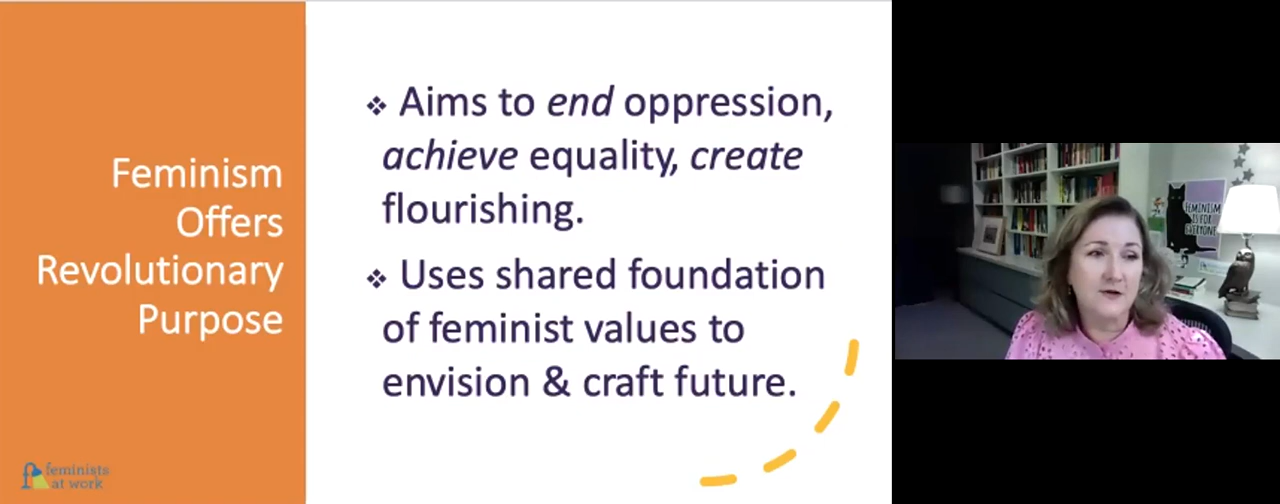 Feminism
Offers
Revolutionary
Purpose
❖ Aims to end oppression,
achieve equality, create
flourishing.
❖ Uses shared foundation
of feminist values to
envision & craft future.
feminists
at work
FEMINISM
IS FOR
EVERYONE